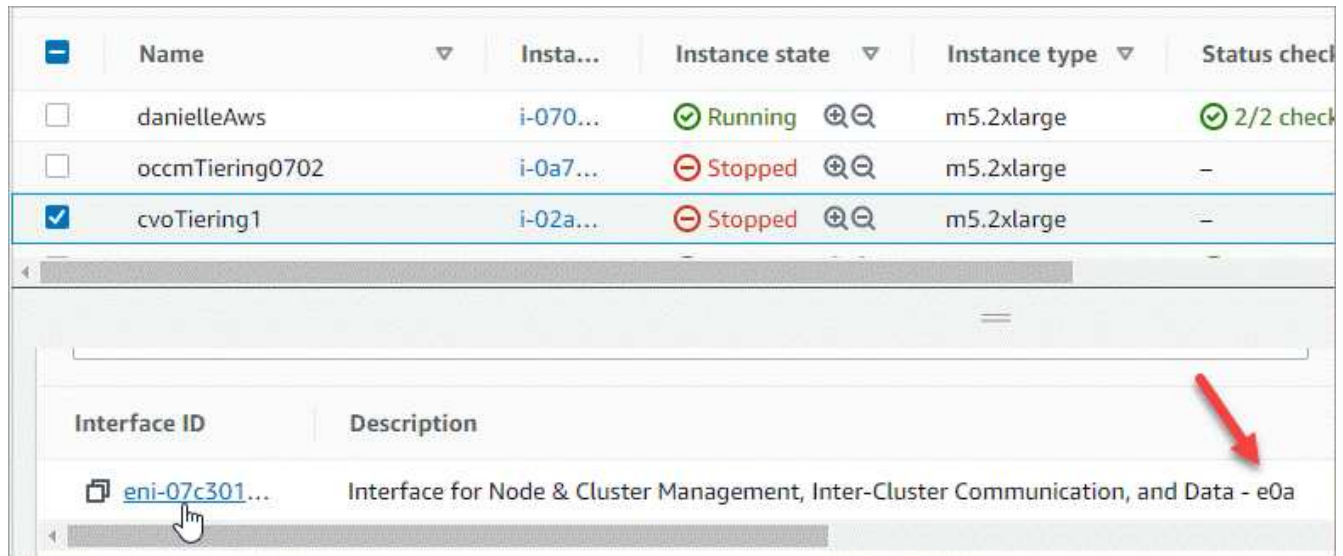 Name Insta... Instance state Instance type Status check
danielleAws i-070... Running m5.2xlarge 2/2 check
occmTiering0702 i-0a7... Stopped m5.2xlarge –
cvoTiering1 i-02a... Stopped m5.2xlarge –
Interface ID Description
eni-07c301... Interface for Node & Cluster Management, Inter-Cluster Communication, and Data - e0a